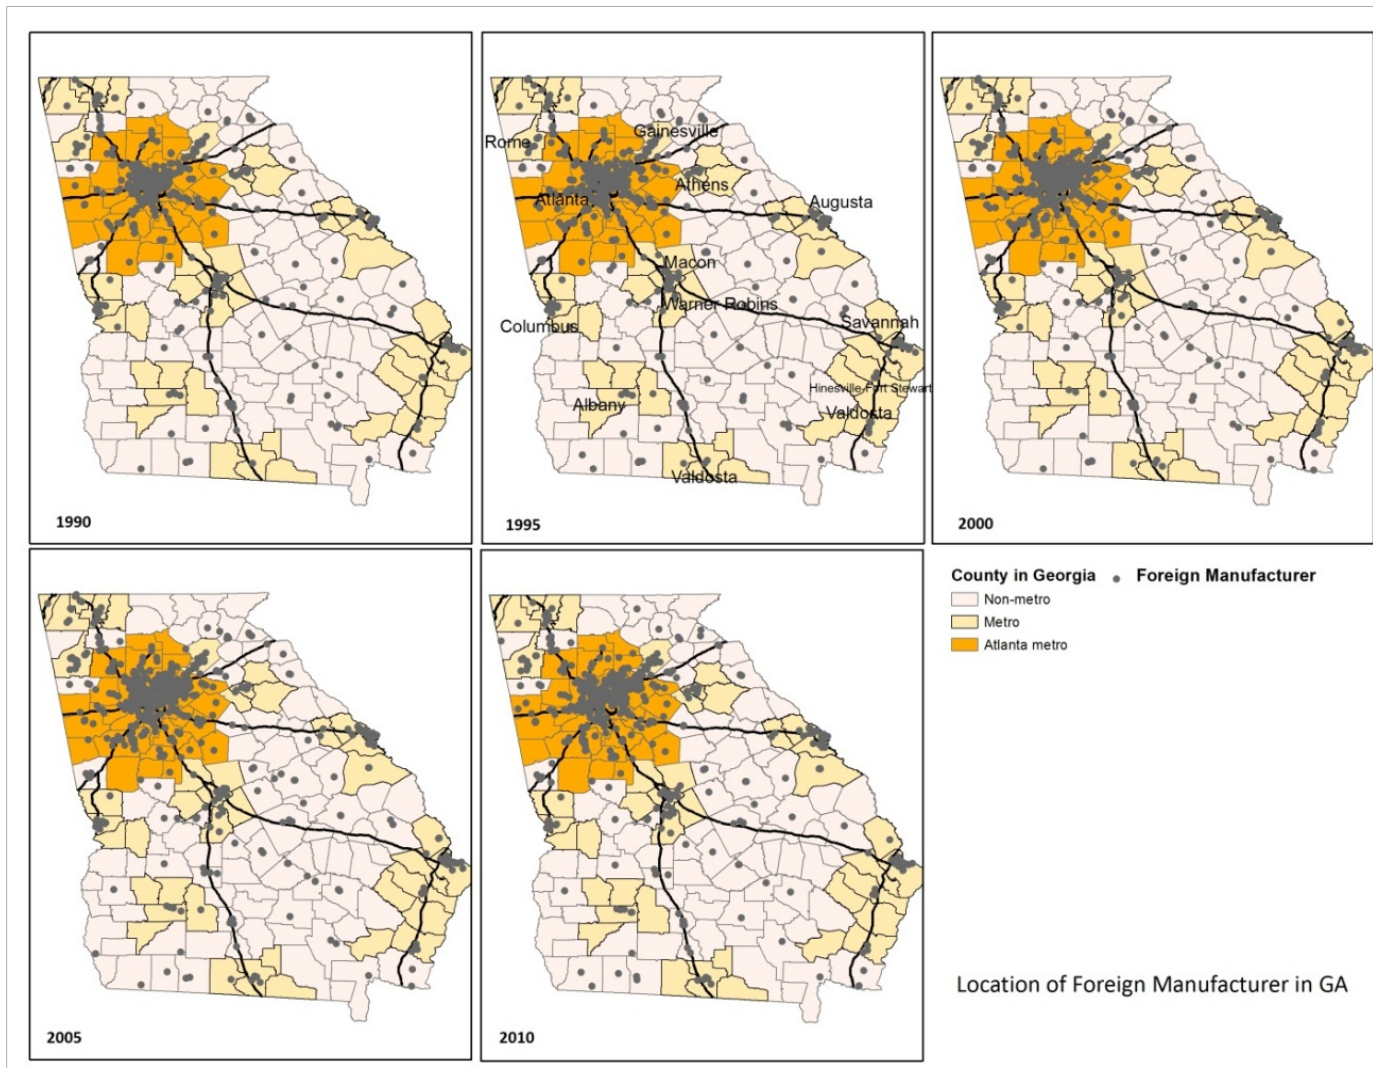 Rome
Gainesville
Athens
Atlanta
Augusta
Macon
Warner Robins
Columbus
Savannah
Hinesville-Fort Stewart
Albany
Valdosta
Valdosta
1990
1995
2000
County in Georgia
Foreign Manufacturer
Non-metro
Metro
Atlanta metro
Location of Foreign Manufacturer in GA
2005
2010